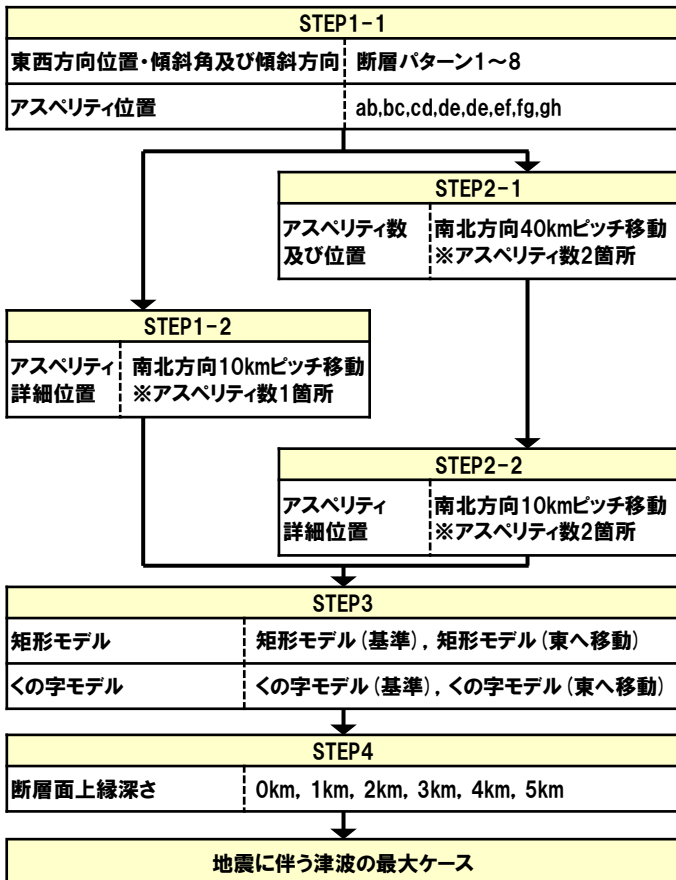 STEP1-1
東西方向位置・傾斜角及び傾斜方向 断層パターン1～8
アスペリティ位置 ab,bc,cd,de,de,ef,fg,gh
STEP2-1
アスペリティ数 南北方向40kmピッチ移動
及び位置 ※アスペリティ数2箇所
STEP1-2
アスペリティ 南北方向10kmピッチ移動
詳細位置 ※アスペリティ数1箇所
STEP2-2
アスペリティ 南北方向10kmピッチ移動
詳細位置 ※アスペリティ数2箇所
STEP3
矩形モデル 矩形モデル(基準), 矩形モデル(東へ移動)
くの字モデル くの字モデル(基準), くの字モデル(東へ移動)
STEP4
断層面上縁深さ 0km, 1km, 2km, 3km, 4km, 5km
地震に伴う津波の最大ケース